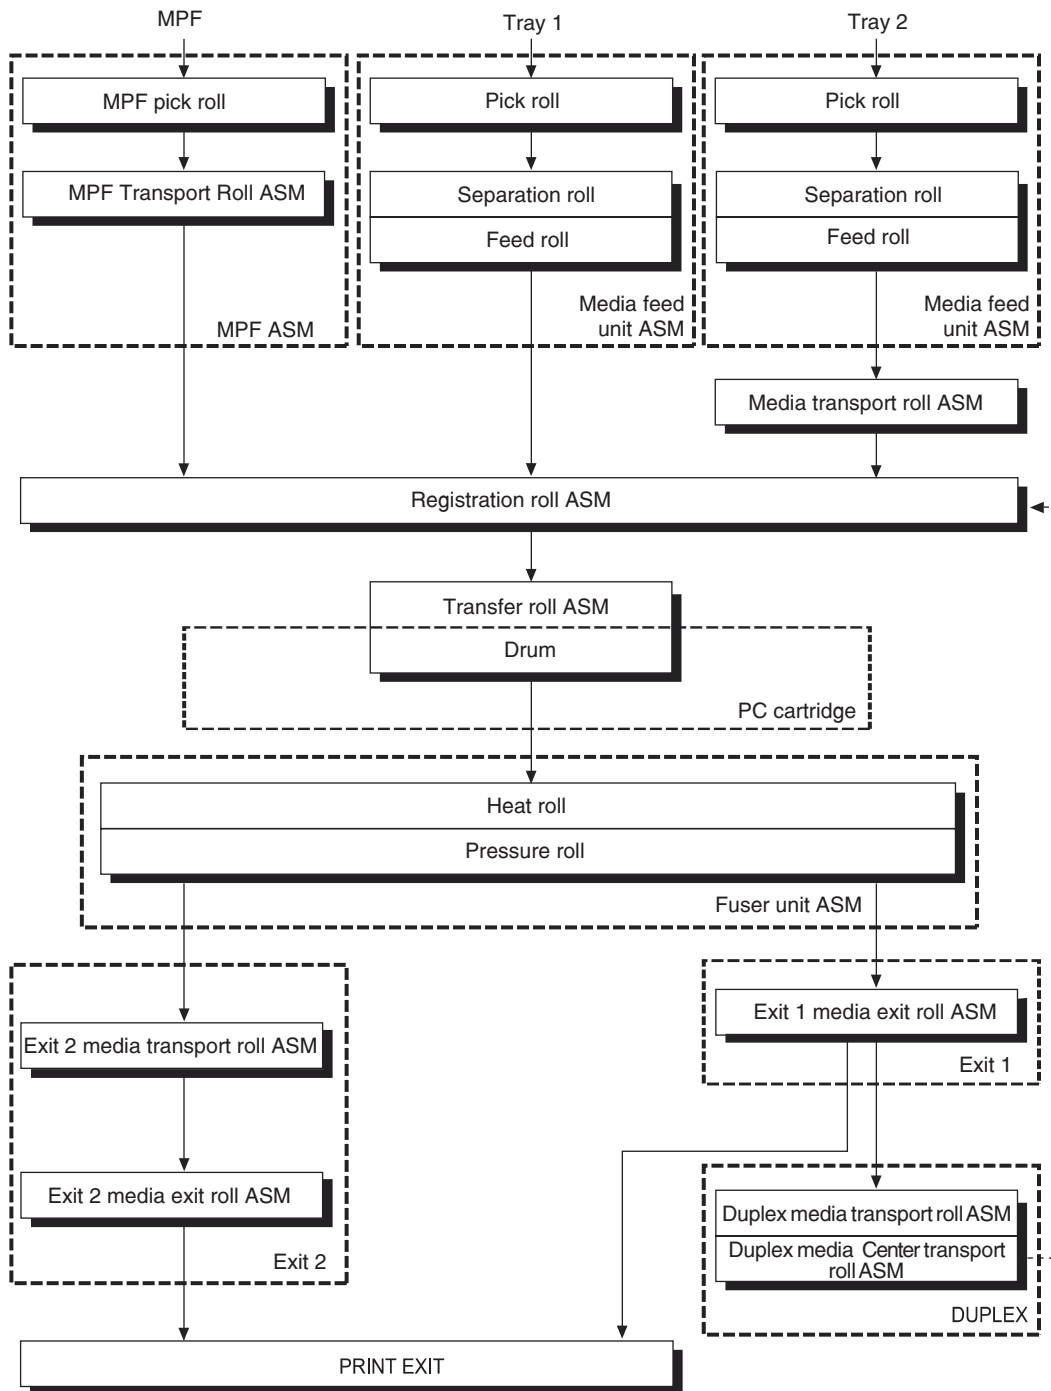 MPF
Tray 1
Tray 2
MPF pick roll
Pick roll
Pick roll
MPF Transport Roll ASM
Separation roll
Feed roll
Separation roll
Feed roll
MPF ASM
Media feed
unit ASM
Media feed
unit ASM
Media transport roll ASM
Registration roll ASM
Transfer roll ASM
Drum
PC cartridge
Heat roll
Pressure roll
Fuser unit ASM
Exit 2 media transport roll ASM
Exit 1 media exit roll ASM
Exit 1
Exit 2 media exit roll ASM
Exit 2
Duplex media transport roll ASM
Duplex media Center transport
roll ASM
DUPLEX
PRINT EXIT